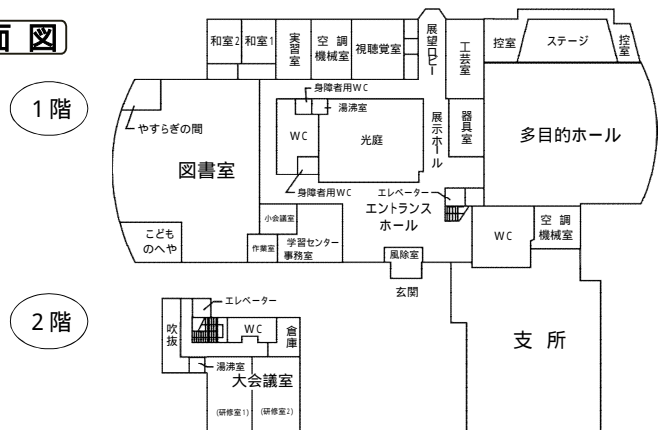 面 図
1 階
和室2
和室1
実習室
空調機械室
視聴覚室
展望ロビー
工芸室
控室
ステージ
控室
身障者用WC
湯沸室
WC
光庭
展示ホール
器具室
多目的ホール
やすらぎの間
図書室
身障者用WC
エレベーター
エントランス
ホール
こども
のへや
小会議室
作業室
学習センター
事務室
風除室
玄関
WC
空 調
機械室
支 所
2 階
エレベーター
吹抜
WC
倉庫
湯沸室
大会議室
(研修室1)
(研修室2)